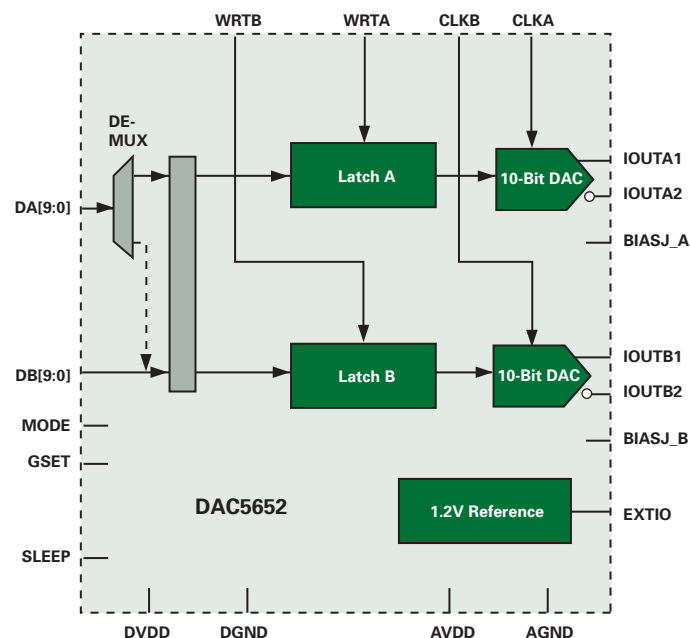 WRTB WRTA CLKB CLKA
DE-
MUX
IOUTA1
Latch A
10-Bit DAC
IOUTA2
DA[9:0]
BIASJ_A
IOUTB1
DB[9:0]
Latch B
10-Bit DAC
IOUTB2
MODE
BIASJ_B
GSET
DAC5652
1.2V Reference
EXTIO
SLEEP
DVDD DGND AVDD AGND